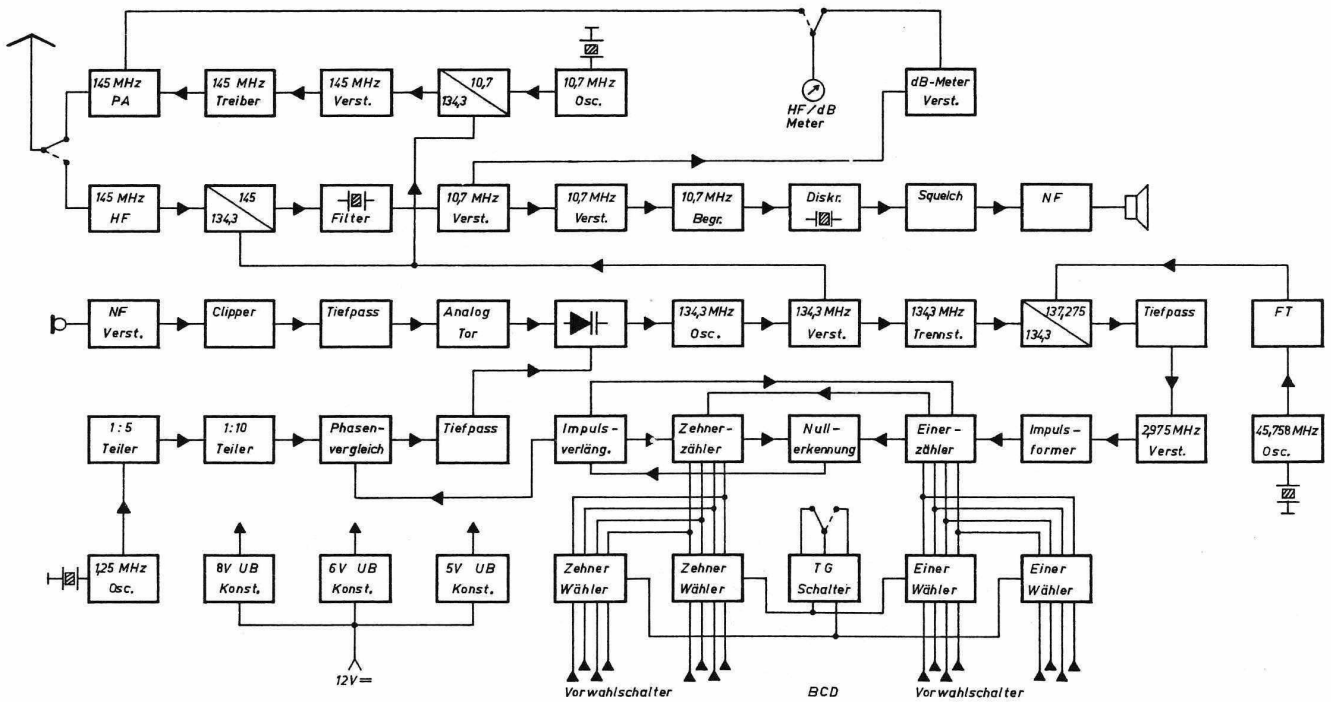 145 MHz
PA
145 MHz
Treiber
145 MHz
Verst.
10,7
134,3
10,7 MHz
Osc.
HF/dB
Meter
dB-Meter
Verst.
145 MHz
HF
145
134,3
Filter
10,7 MHz
Verst.
10,7 MHz
Verst.
10,7 MHz
Begr.
Diskr.
Squelch
NF
NF
Verst.
Clipper
Tiefpass
Analog
Tor
134,3 MHz
Osc.
134,3 MHz
Verst.
134,3 MHz
Trennst.
137,275
134,3
Tiefpass
FT
1:5
Teiler
1:10
Teiler
Phasen-
vergleich
Tiefpass
Impuls-
verläng.
Zehner-
zähler
Null-
erkennung
Einer-
zähler
Impuls-
former
2,975 MHz
Verst.
45,758 MHz
Osc.
1,25 MHz
Osc.
8V UB
Konst.
6V UB
Konst.
5V UB
Konst.
Zehner
Wähler
Zehner
Wähler
TG
Schalter
Einer
Wähler
Einer
Wähler
12V=
Vorwahlschalter
BCD
Vorwahlschalter